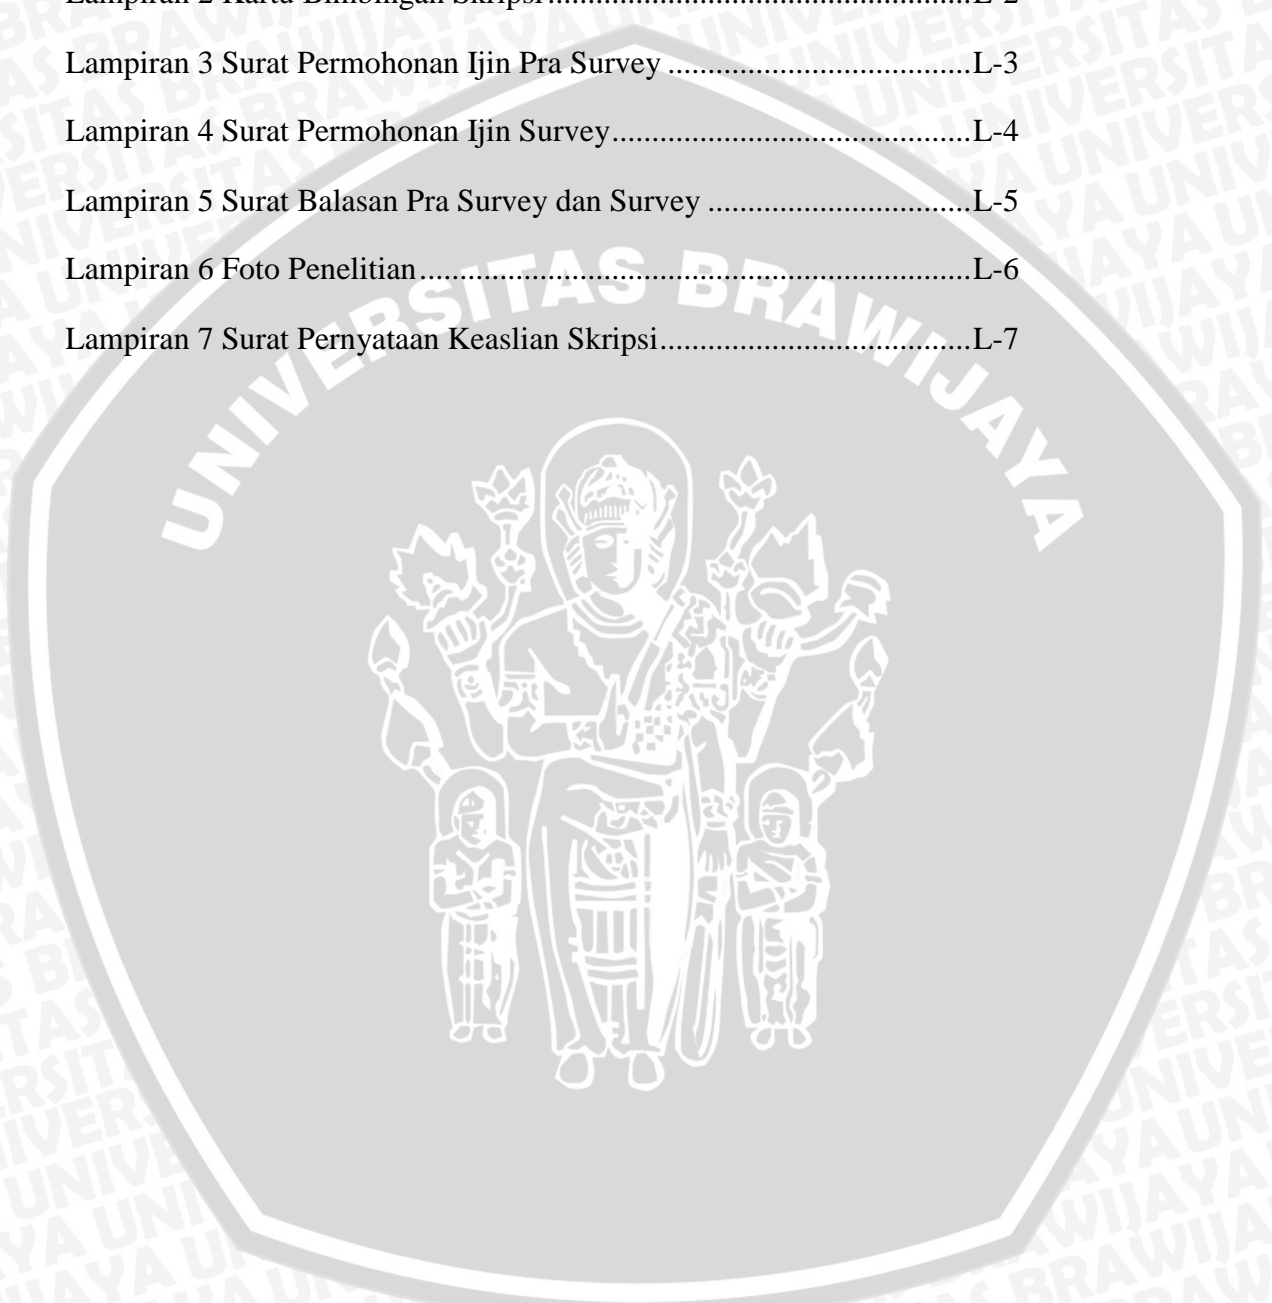 Lampiran 2 Kartu Bimbingan Skripsi......................................................L-2
Lampiran 3 Surat Permohonan Ijin Pra Survey ......................................L-3
Lampiran 4 Surat Permohonan Ijin Survey.............................................L-4
Lampiran 5 Surat Balasan Pra Survey dan Survey .................................L-5
Lampiran 6 Foto Penelitian.....................................................................L-6
Lampiran 7 Surat Pernyataan Keaslian Skripsi.......................................L-7
UNIVERSITAS BRAWIJAYA